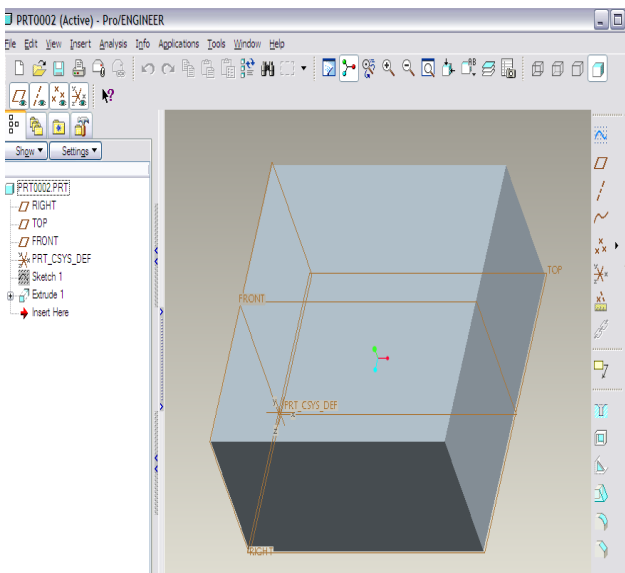 PRT0002 (Active) - Pro/ENGINEER
File Edit View Insert Analysis Info Applications Tools Window Help
Show Settings
PRT0002.PRT
RIGHT
TOP
FRONT
PRT_CSYS_DEF
Sketch 1
Extrude 1
Insert Here
TOP
FRONT
PRT_CSYS_DEF
X
Z
RIGHT